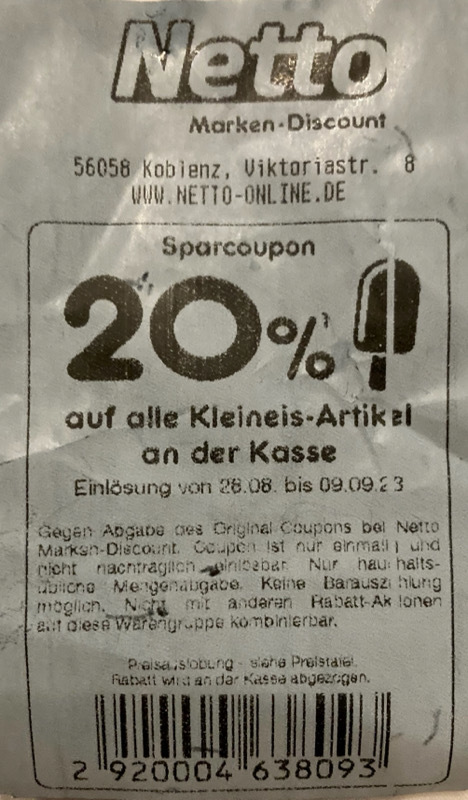 Netto
Marken-Discount
56058 Koblenz, Viktoriastr. 8
WWW.NETTO-ONLINE.DE
Sparcoupon
20%
auf alle Kleineis-Artikel
an der Kasse
Einlösung von 28.08. bis 09.09.23
Gegen Abgabe des Original-Coupons bei Netto
Marken-Discount. Coupon ist nur einmalig und
nicht nachträglich einlösbar. Nur haushalts-
übliche Mengenabgabe. Keine Barauszahlung
möglich. Nicht mit anderen Rabatt-Aktionen
auf diese Warengruppe kombinierbar.
Preisauslobung - siehe Preistafel.
Rabatt wird an der Kasse abgezogen.
2 920004 638093